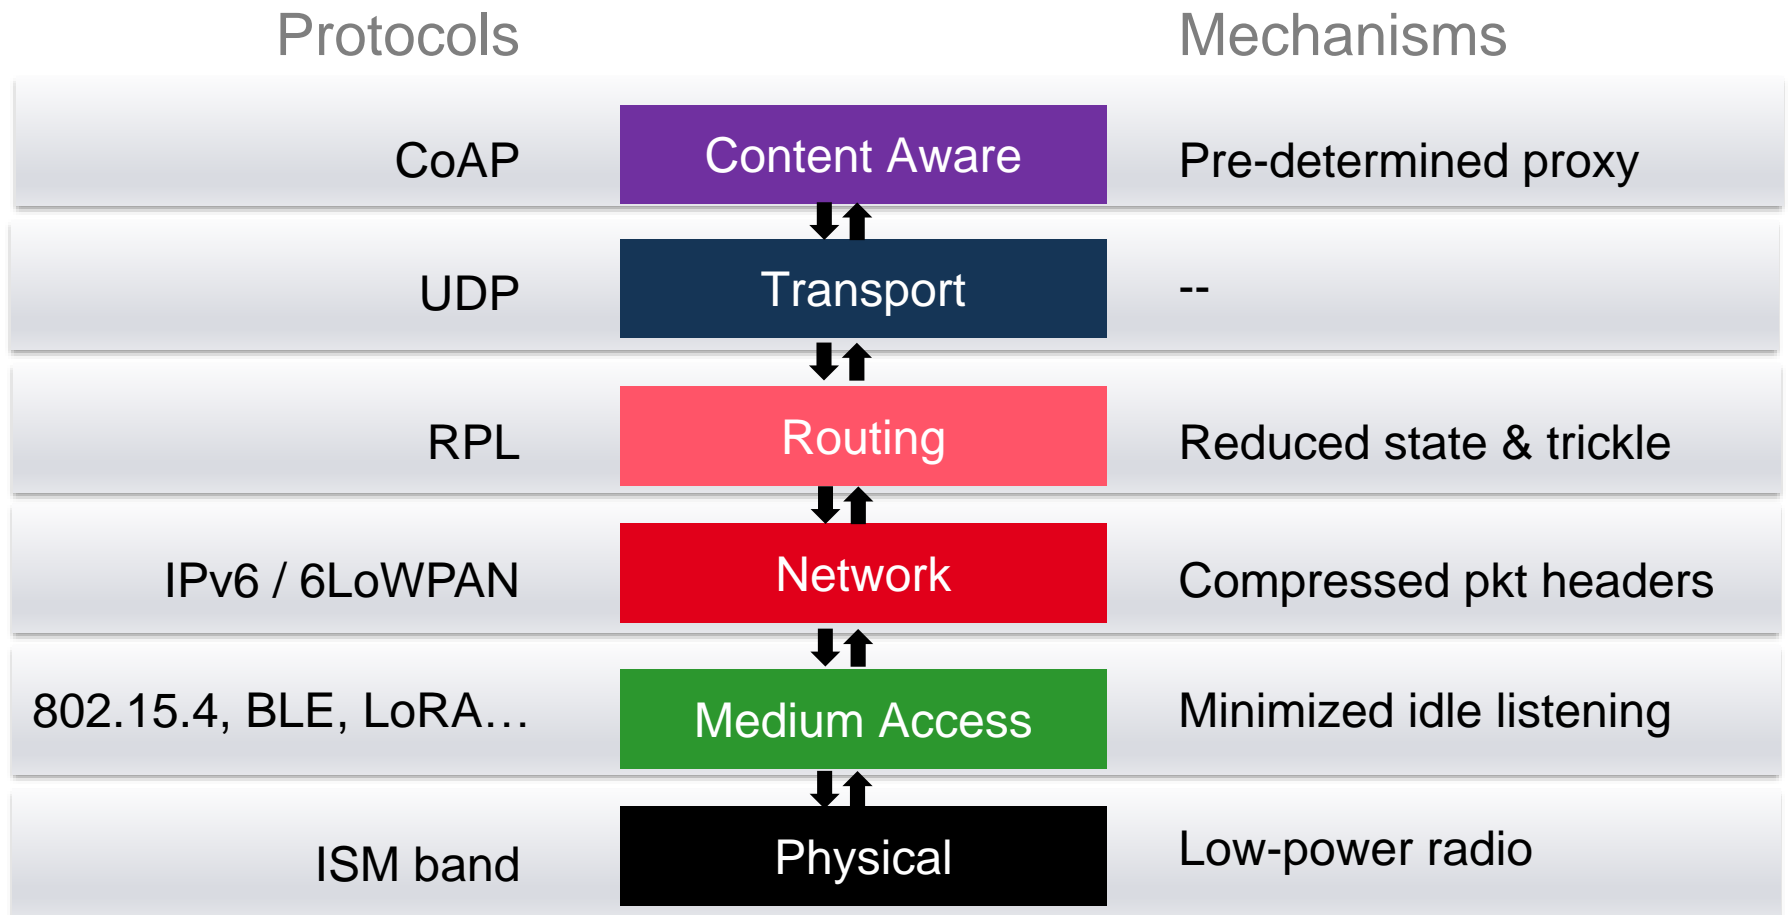 Protocols Mechanisms
CoAP Content Aware Pre-determined proxy
UDP Transport --
RPL Routing Reduced state & trickle
IPv6 / 6LoWPAN Network Compressed pkt headers
802.15.4, BLE, LoRA… Medium Access Minimized idle listening
ISM band Physical Low-power radio